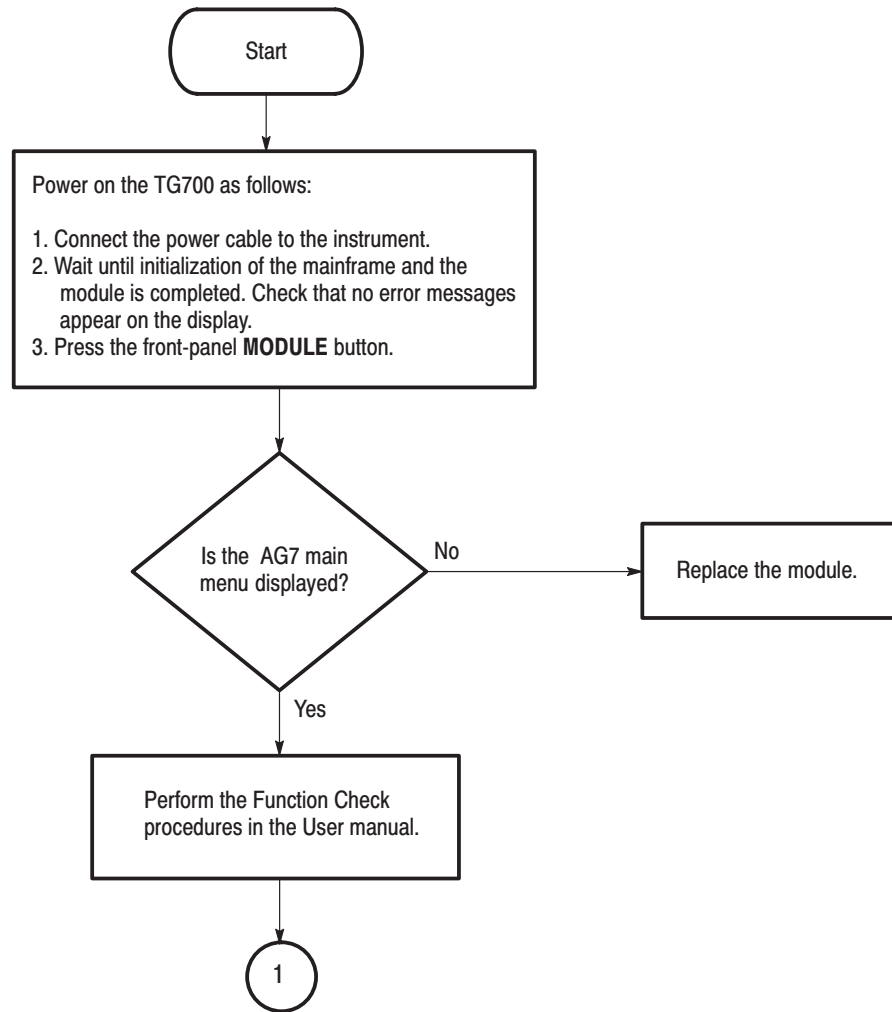 Start
Power on the TG700 as follows:
1. Connect the power cable to the instrument.
2. Wait until initialization of the mainframe and the
module is completed. Check that no error messages
appear on the display.
3. Press the front-panel MODULE button.
Is the AG7 main
menu displayed?
No
Replace the module.
Yes
Perform the Function Check
procedures in the User manual.
1